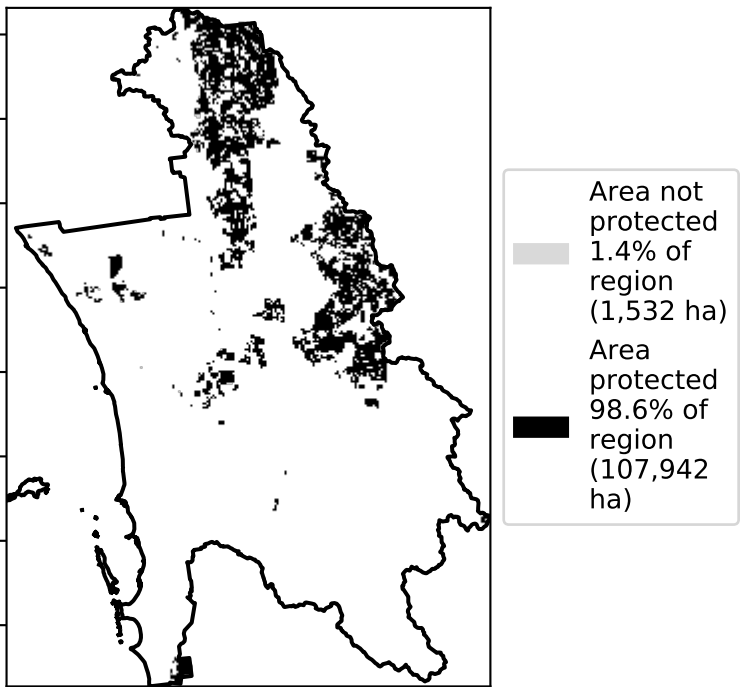 Area not
protected
1.4% of
region
(1,532 ha)
Area
protected
98.6% of
region
(107,942
ha)